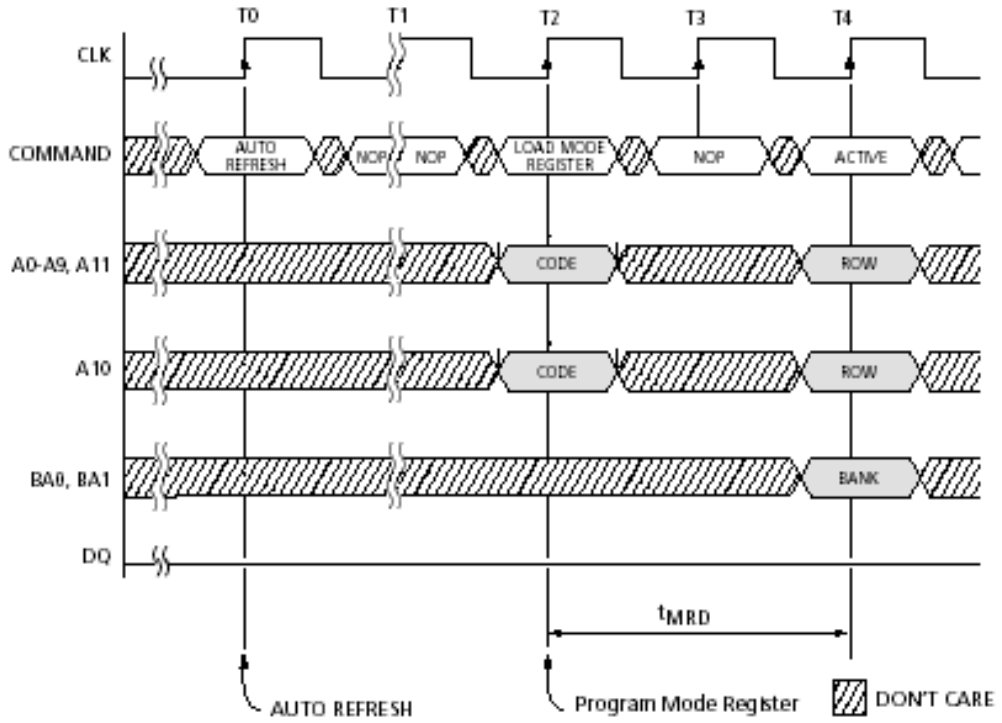 T0 T1 T2 T3 T4
CLK
COMMAND AUTO REFRESH NOP NOP LOAD MODE REGISTER NOP ACTIVE
A0-A9, A11 CODE ROW
A10 CODE ROW
BA0, BA1 BANK
DQ
tMRD
AUTO REFRESH Program Mode Register DON'T CARE